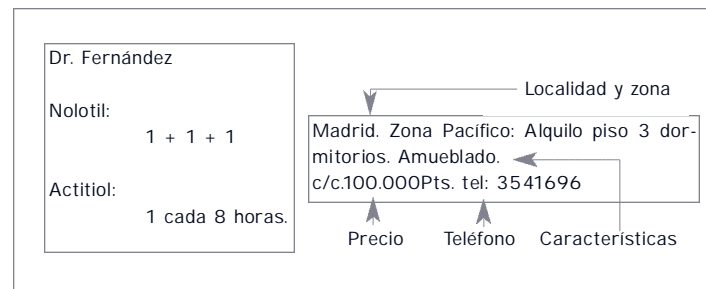 Dr. Fernández
Nolotil:
1 + 1 + 1
Actitiol:
1 cada 8 horas.
Localidad y zona
Madrid. Zona Pacífico: Alquilo piso 3 dor-
mitorios. Amueblado.
c/c.100.000Pts. tel: 3541696
Precio Teléfono Características